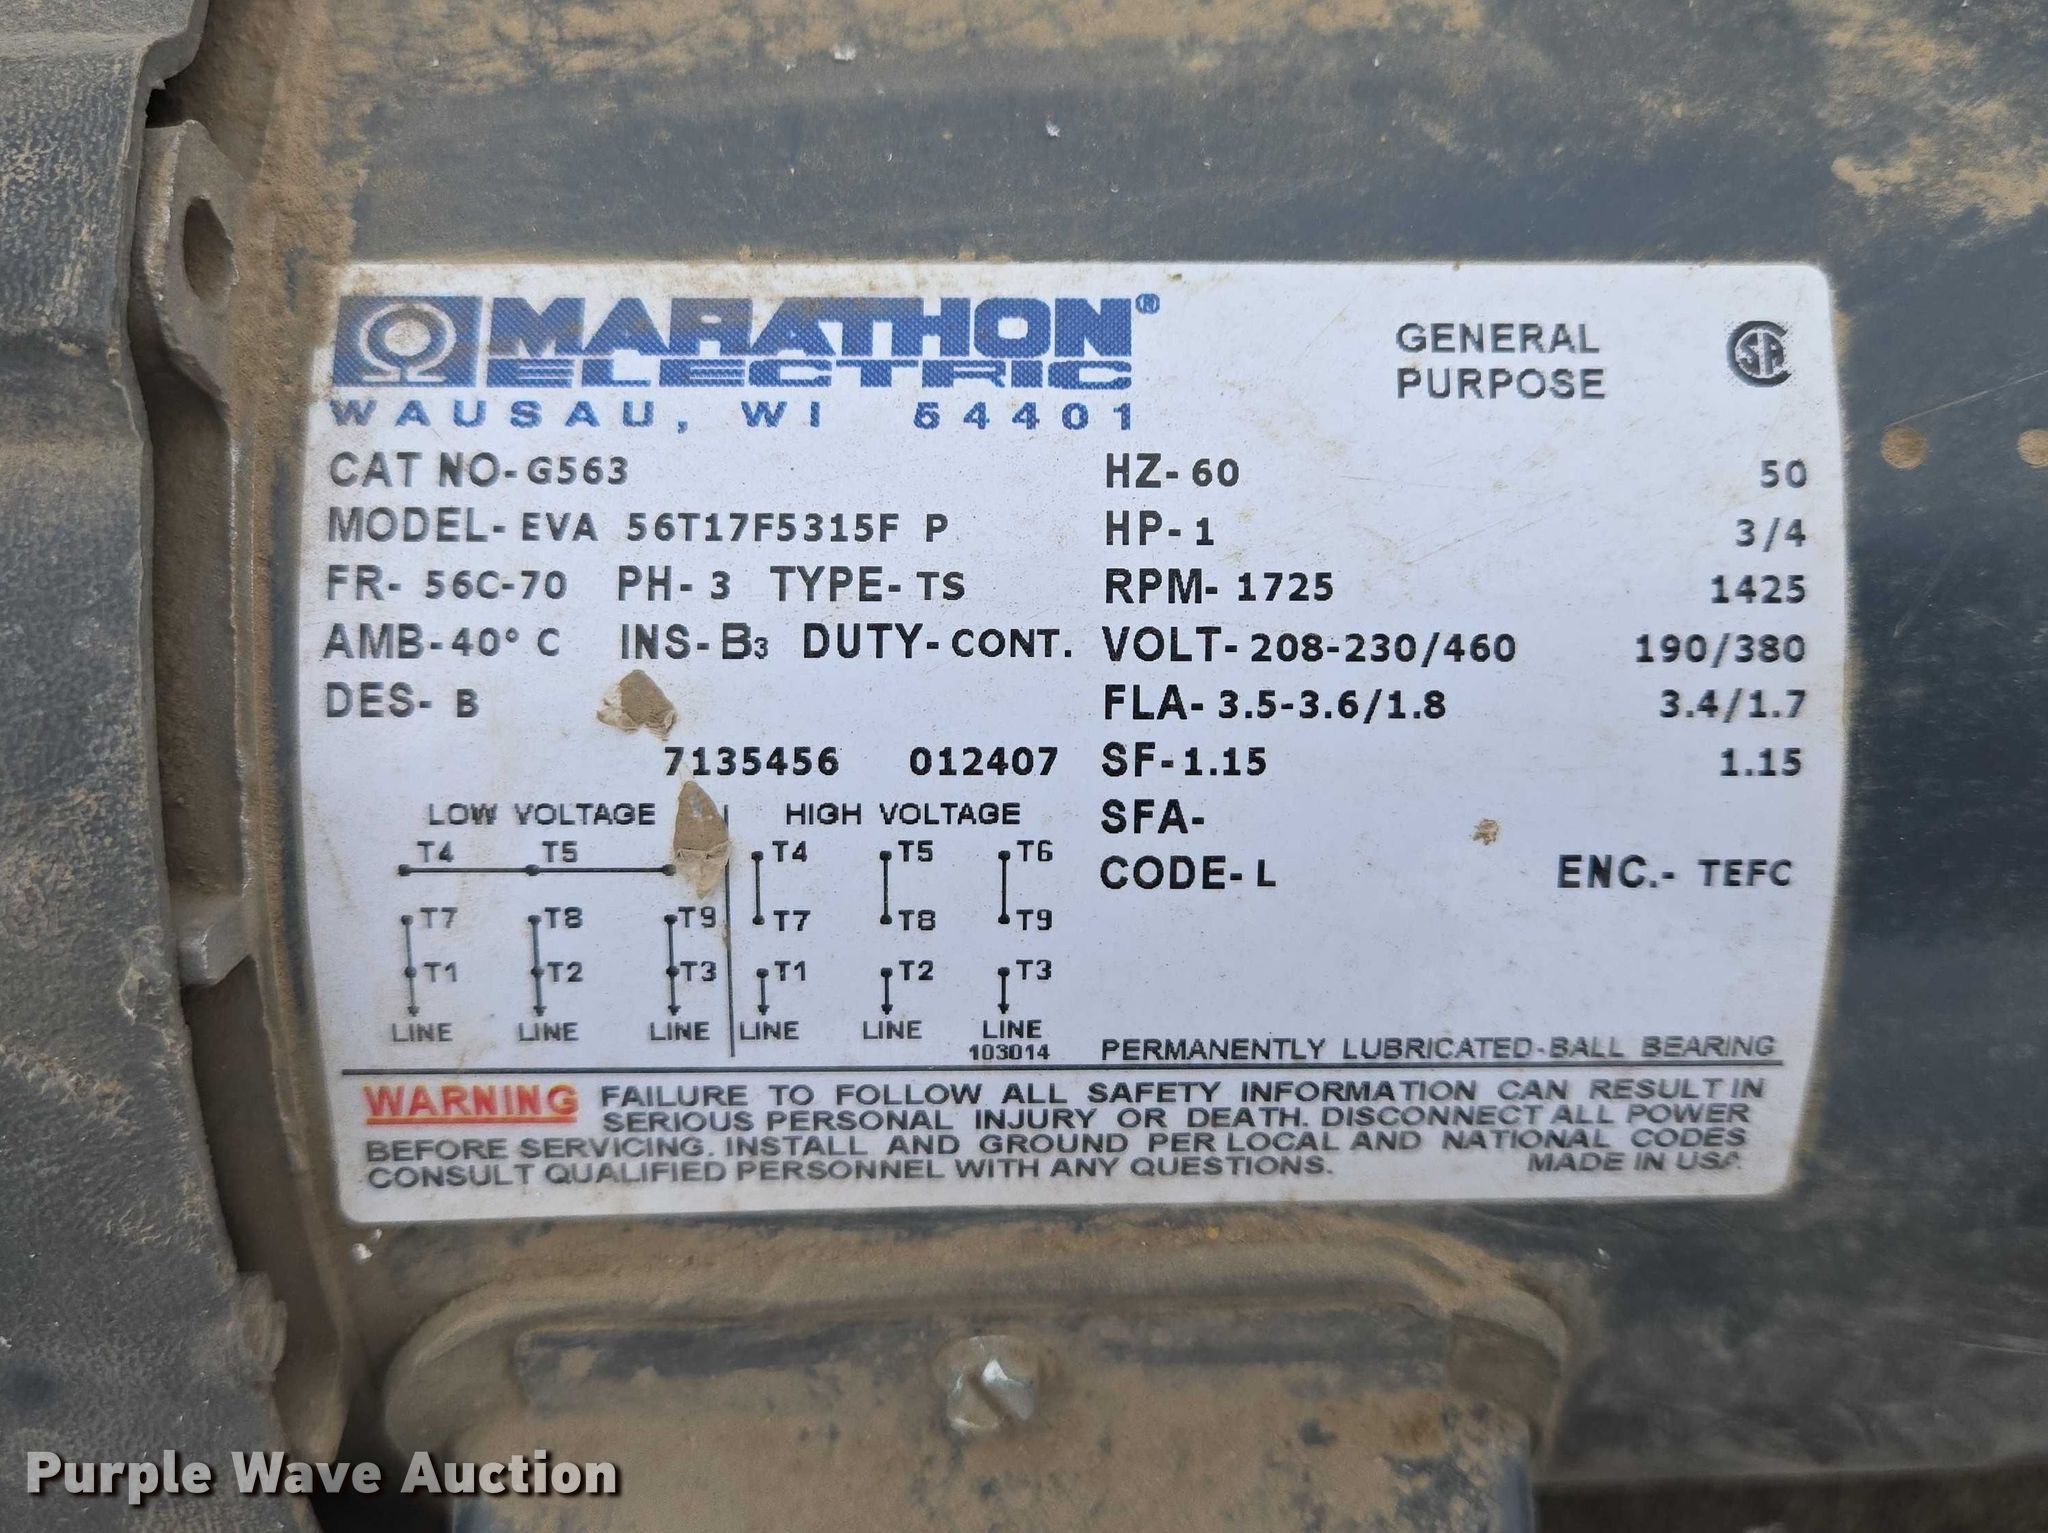 MARATHON®
ELECTRIC
WAUSAU, WI 54401
GENERAL
PURPOSE
SA
CAT NO- G563
MODEL- EVA 56T17F5315F P
FR- 56C-70 PH- 3 TYPE- TS
AMB- 40° C INS- B3 DUTY- CONT.
DES- B
7135456 012407
HZ- 60 50
HP- 1 3/4
RPM- 1725 1425
VOLT- 208-230/460 190/380
FLA- 3.5-3.6/1.8 3.4/1.7
SF- 1.15 1.15
SFA-
CODE- L ENC.- TEFC
LOW VOLTAGE
T4 T5
T7 T8 T9
T1 T2 T3
LINE LINE LINE
HIGH VOLTAGE
T4 T5 T6
T7 T8 T9
T1 T2 T3
LINE LINE LINE
103014
PERMANENTLY LUBRICATED-BALL BEARING
WARNING FAILURE TO FOLLOW ALL SAFETY INFORMATION CAN RESULT IN
SERIOUS PERSONAL INJURY OR DEATH. DISCONNECT ALL POWER
BEFORE SERVICING. INSTALL AND GROUND PER LOCAL AND NATIONAL CODES
CONSULT QUALIFIED PERSONNEL WITH ANY QUESTIONS. MADE IN USA
Purple Wave Auction